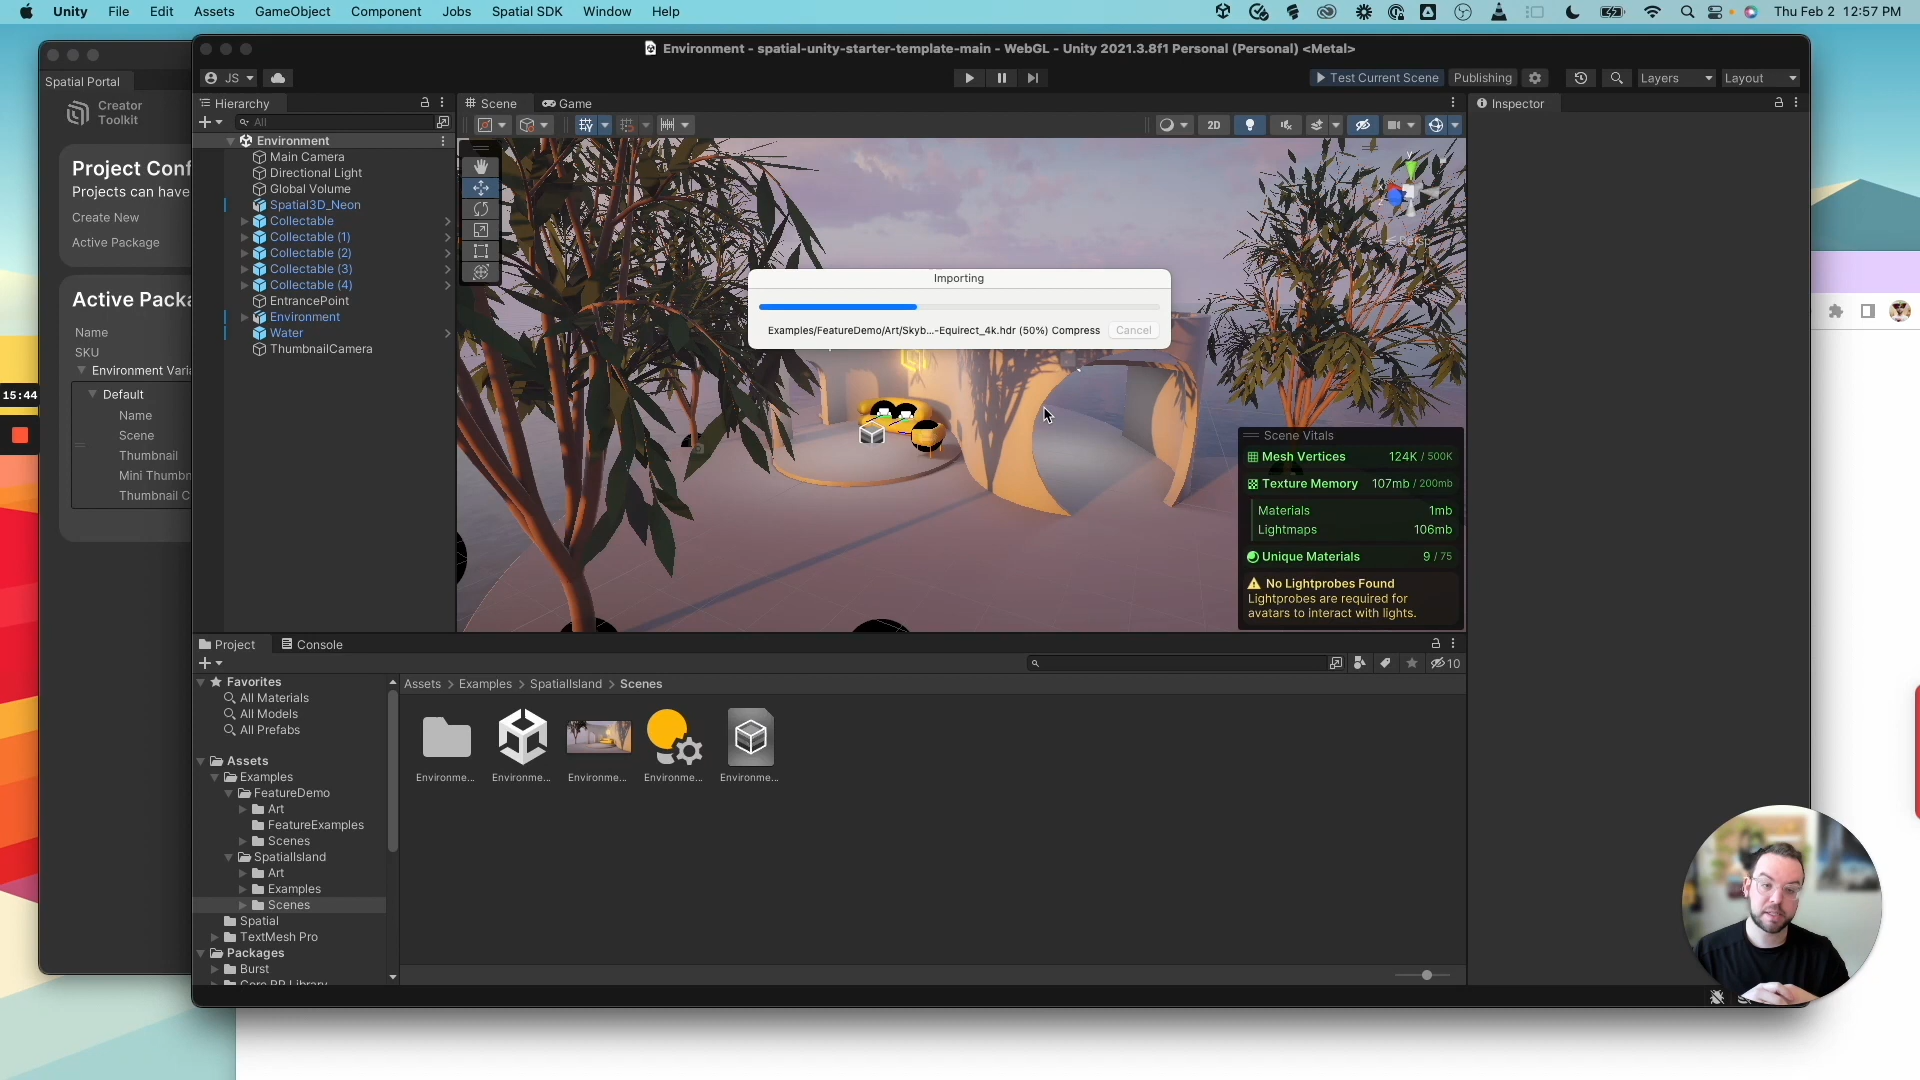 Unity File Edit Assets GameObject Component Jobs Spatial SDK Window Help Thu Feb 2 12:57 PM
Environment - spatial-unity-starter-template-main - WebGL - Unity 2021.3.8f1 Personal (Personal) <Metal>
JS Test Current Scene Publishing Layers Layout
Spatial Portal
Creator
Toolkit
Project Conf
Projects can have
Create New
Active Package
Active Packa
Name
SKU
Environment Varia
Default
Name
Scene
Thumbnail
Mini Thumbn
Thumbnail C
15:44
Hierarchy
All
Environment
Main Camera
Directional Light
Global Volume
Spatial3D_Neon
Collectable
Collectable (1)
Collectable (2)
Collectable (3)
Collectable (4)
EntrancePoint
Environment
Water
ThumbnailCamera
Scene Game
2D
y
Persp
Importing
Examples/FeatureDemo/Art/Skyb...-Equirect_4k.hdr (50%) Compress Cancel
Scene Vitals
Mesh Vertices 124K / 500K
Texture Memory 107mb / 200mb
Materials 1mb
Lightmaps 106mb
Unique Materials 9 / 75
No Lightprobes Found
Lightprobes are required for
avatars to interact with lights.
Inspector
Project Console
10
Favorites
All Materials
All Models
All Prefabs
Assets
Examples
FeatureDemo
Art
FeatureExamples
Scenes
SpatialIsland
Art
Examples
Scenes
Spatial
TextMesh Pro
Packages
Burst
Core RP Library
Assets > Examples > SpatialIsland > Scenes
Environme... Environme... Environme... Environme... Environme...